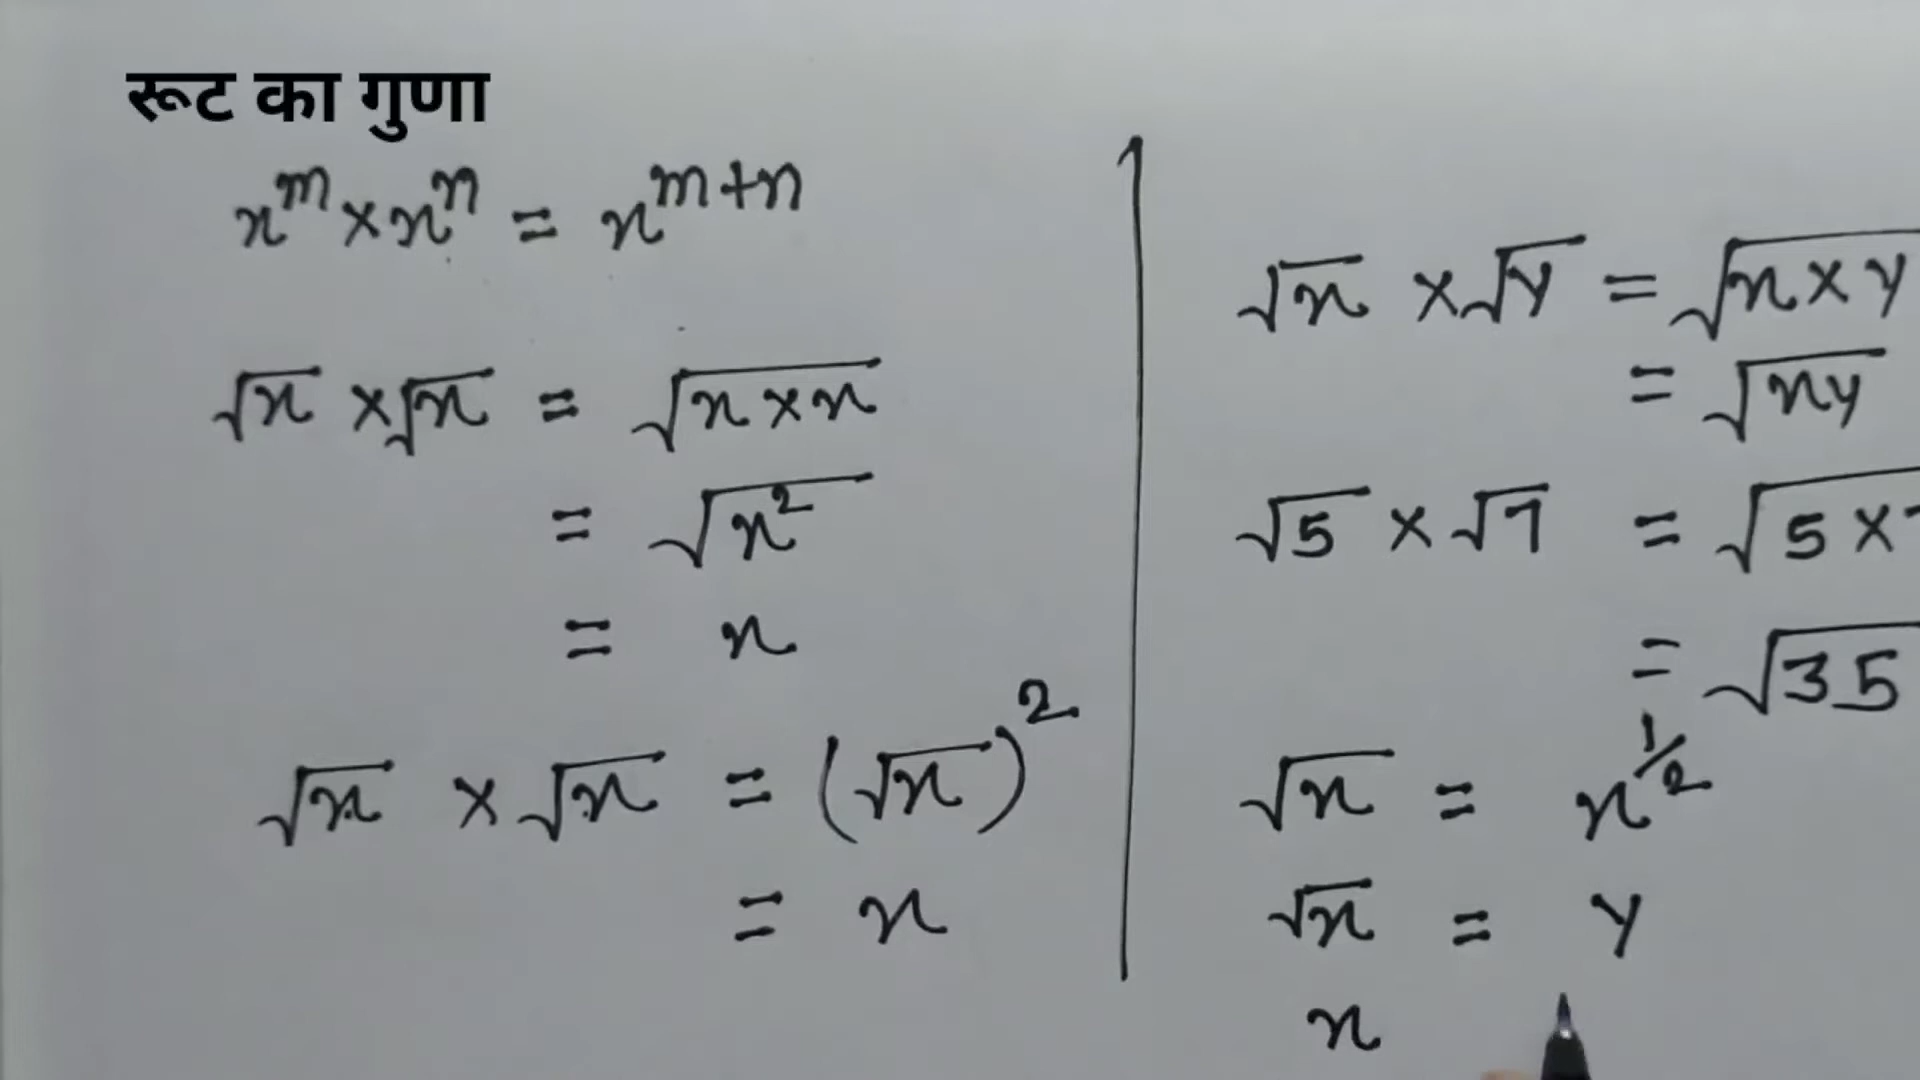 रूट का गुणा
x^m × x^n = x^(m+n)
√x × √x = √(x × x)
= √(x²)
= x
√x × √x = (√x)²
= x
√x × √y = √(x × y)
= √(xy)
√5 × √7 = √(5 ×
= √35
√x = x^(1/2)
√x = y
x